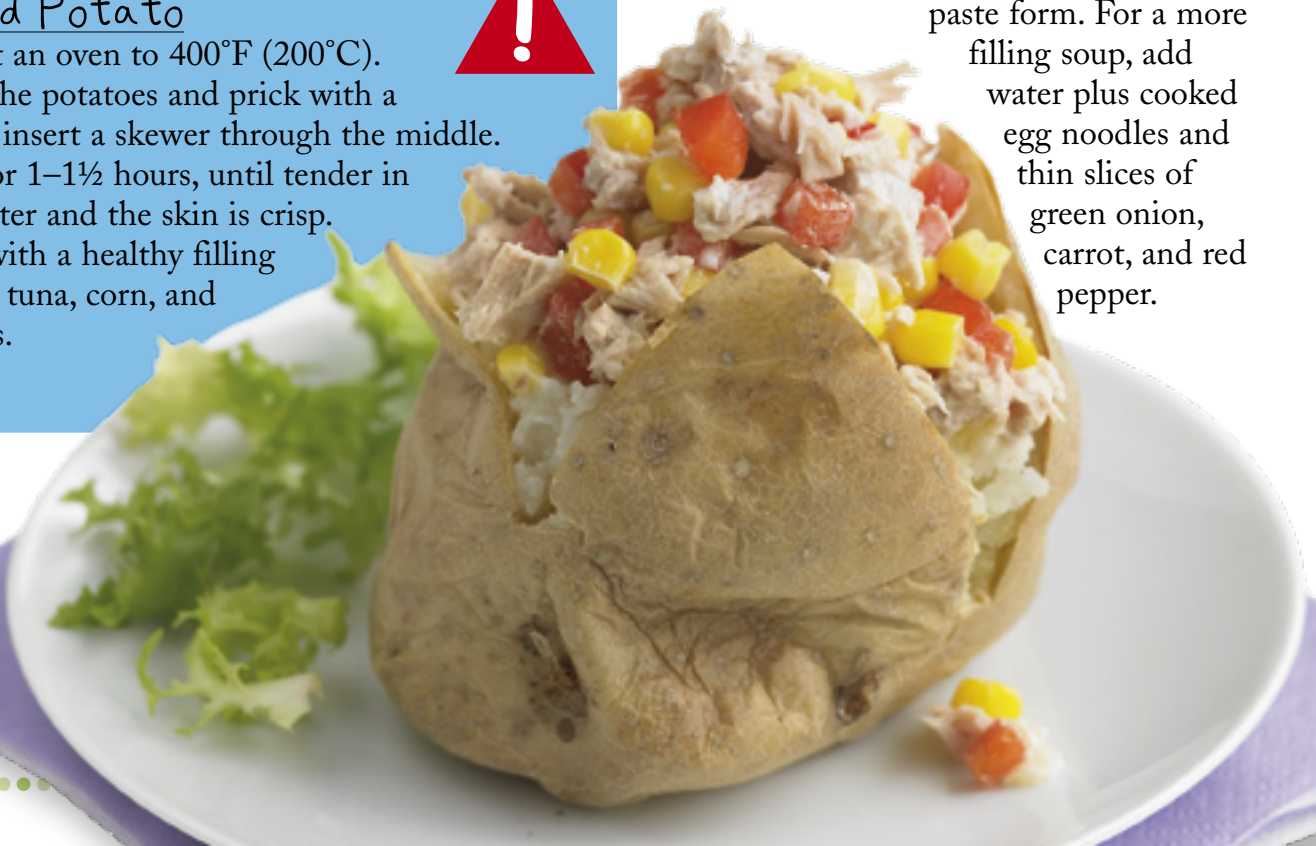 d Potato
t an oven to 400°F (200°C).
he potatoes and prick with a
insert a skewer through the middle.
or 1–1½ hours, until tender in
ter and the skin is crisp.
with a healthy filling
tuna, corn, and
s.
!
paste form. For a more
filling soup, add
water plus cooked
egg noodles and
thin slices of
green onion,
carrot, and red
pepper.